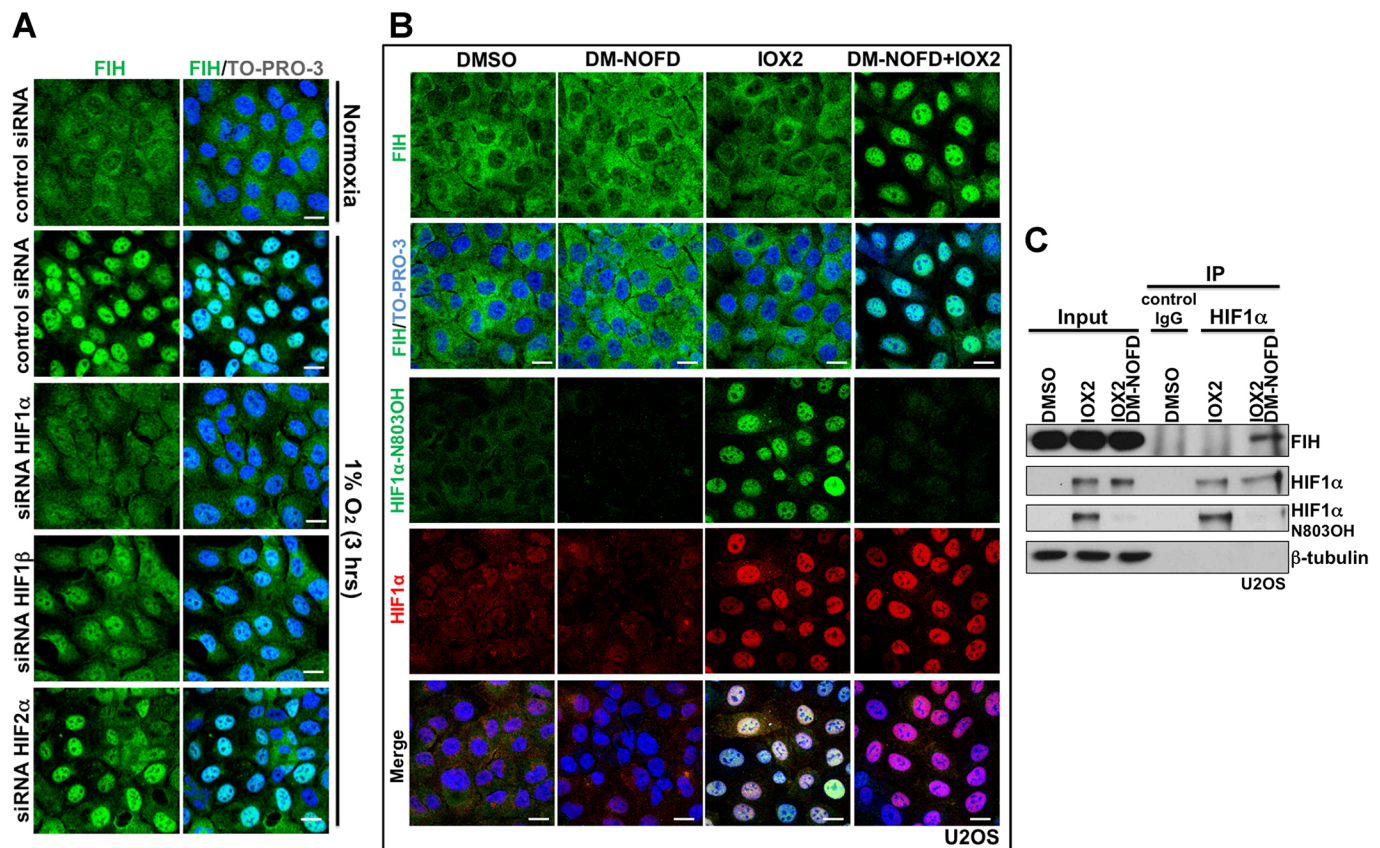 A
FIH
FIH/TO-PRO-3
control siRNA
Normoxia
control siRNA
siRNA HIF1α
siRNA HIF1β
siRNA HIF2α
1% O2 (3 hrs)
B
DMSO
DM-NOFD
IOX2
DM-NOFD+IOX2
FIH
FIH/TO-PRO-3
HIF1α-N803OH
HIF1α
Merge
U2OS
C
IP
control
IgG
Input
HIF1α
DMSO
IOX2
IOX2
DM-NOFD
DMSO
IOX2
IOX2
DM-NOFD
FIH
HIF1α
HIF1α
N803OH
β-tubulin
U2OS